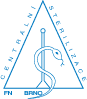 CENTRÁLNÍ STERILIZACE
FN BRNO